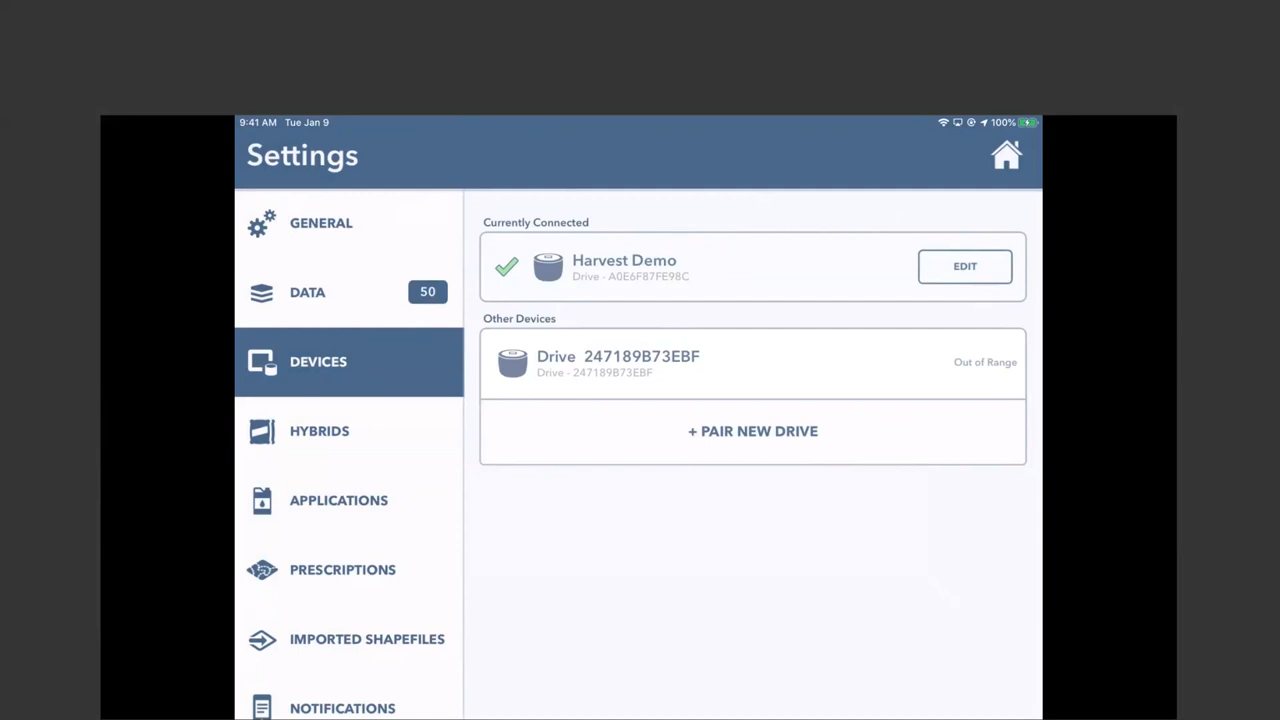 9:41 AM Tue Jan 9
100%
Settings
GENERAL
DATA
50
DEVICES
HYBRIDS
APPLICATIONS
PRESCRIPTIONS
IMPORTED SHAPEFILES
NOTIFICATIONS
Currently Connected
Harvest Demo
Drive - A0E6F87FE98C
EDIT
Other Devices
Drive 247189B73EBF
Drive - 247189B73EBF
Out of Range
+ PAIR NEW DRIVE